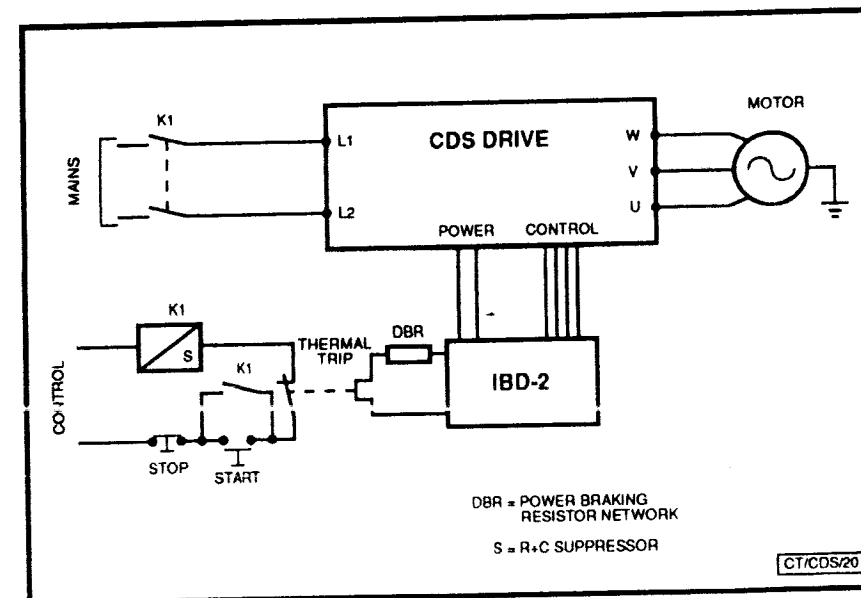 K1
MOTOR
MAINS
L1
CDS DRIVE
W
V
L2
U
POWER CONTROL
K1
S
THERMAL
TRIP
DBR
K1
IBD-2
CONTROL
STOP
START
DBR = POWER BRAKING
RESISTOR NETWORK
S = R+C SUPPRESSOR
CT/CDS/20